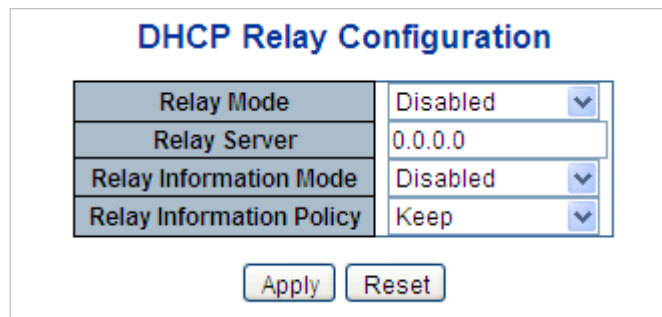 DHCP Relay Configuration
Relay Mode Disabled
Relay Server 0.0.0.0
Relay Information Mode Disabled
Relay Information Policy Keep
Apply Reset